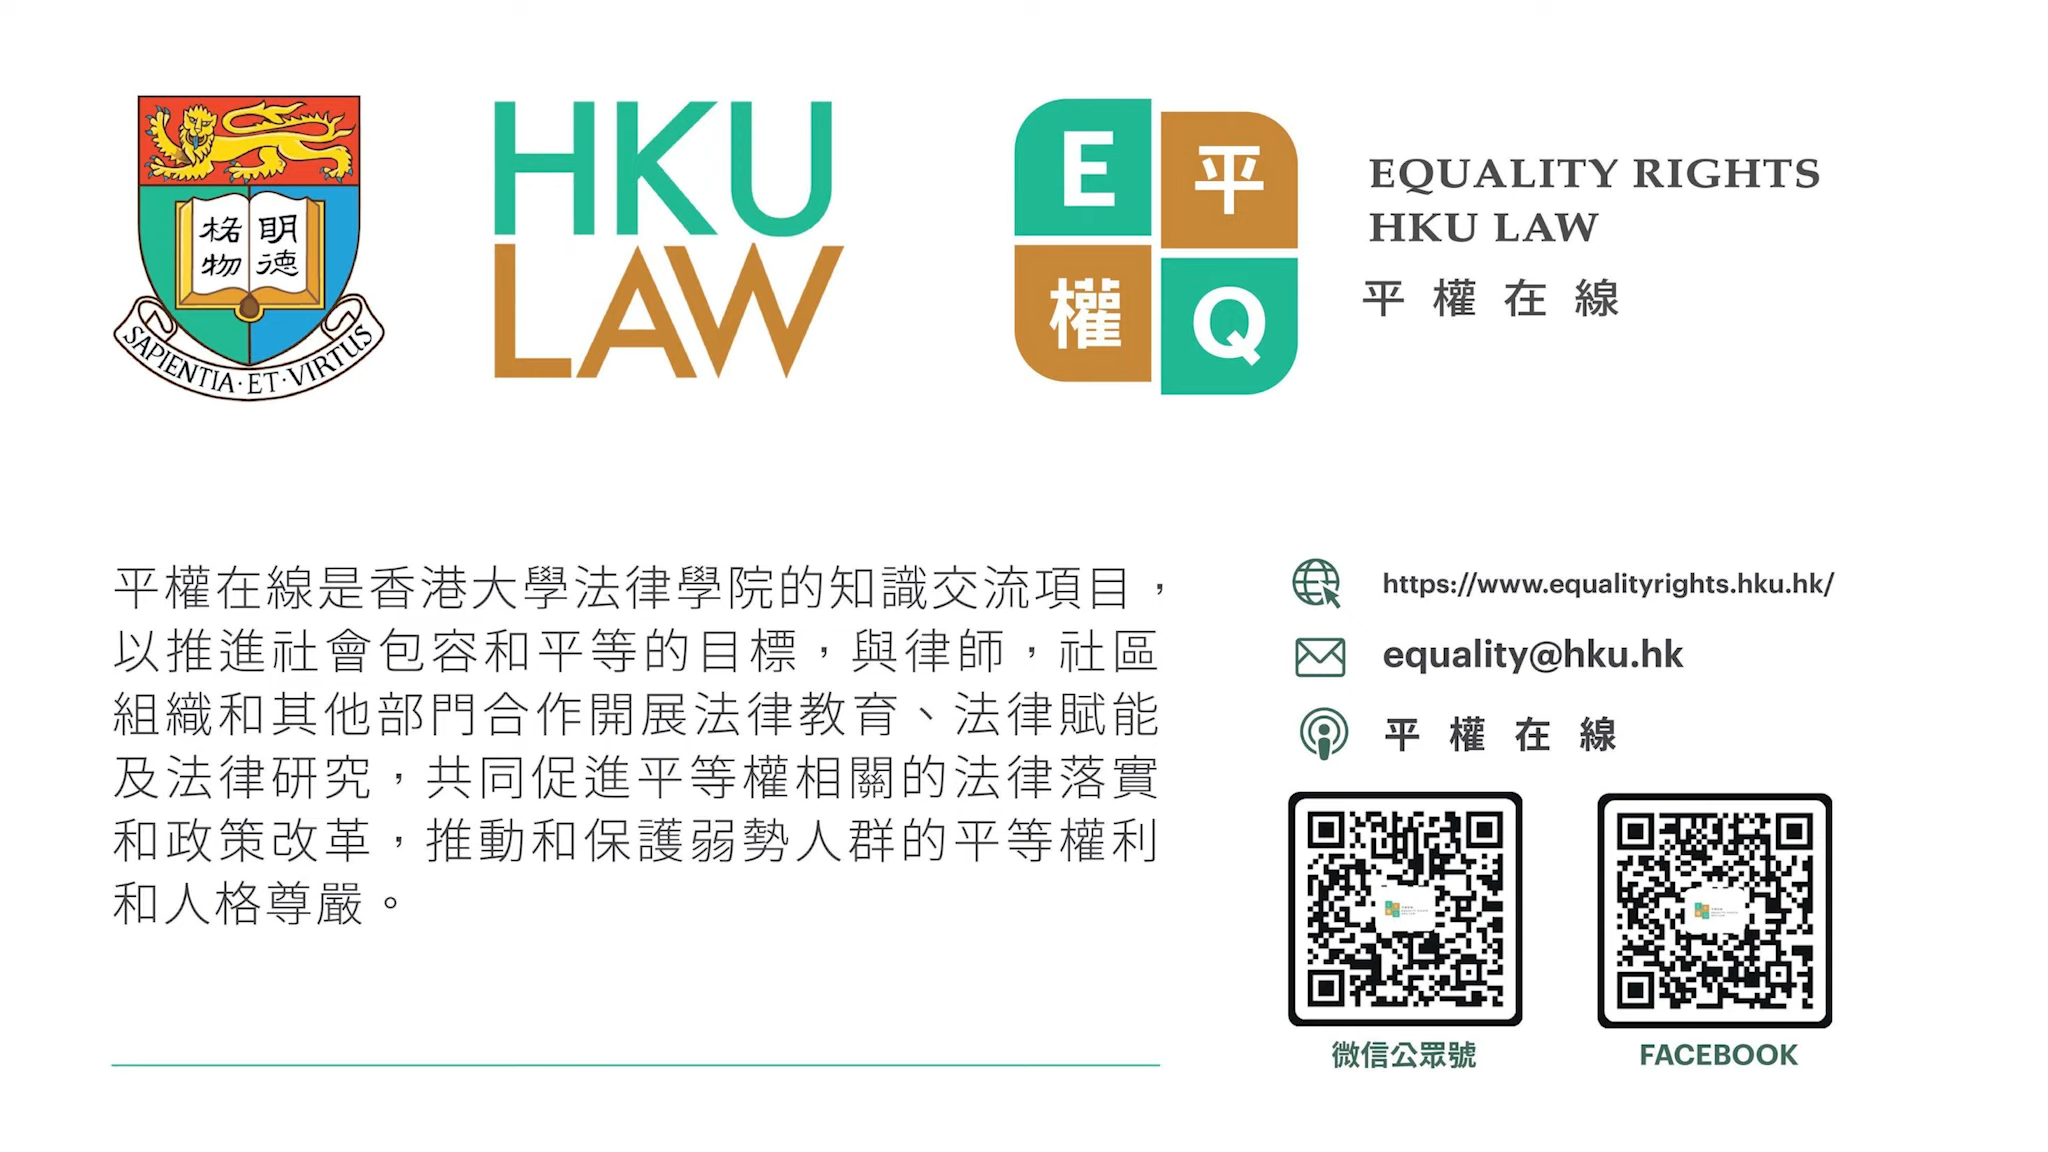 明德
格物
SAPIENTIA·ET·VIRTUS
HKU
LAW
E平
權Q
EQUALITY RIGHTS
HKU LAW
平權在線
平權在線是香港大學法律學院的知識交流項目，
以推進社會包容和平等的目標，與律師，社區
組織和其他部門合作開展法律教育、法律賦能
及法律研究，共同促進平等權相關的法律落實
和政策改革，推動和保護弱勢人群的平等權利
和人格尊嚴。
https://www.equalityrights.hku.hk/
equality@hku.hk
平權在線
微信公眾號
FACEBOOK